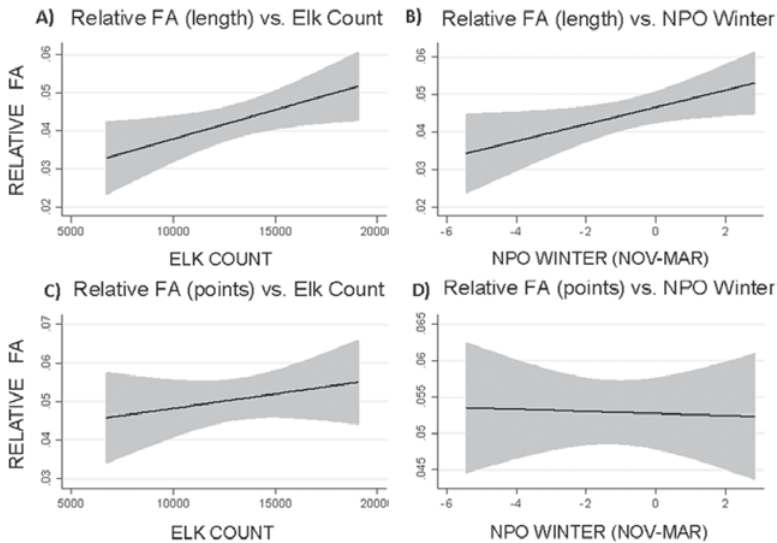 A) Relative FA (length) vs. Elk Count
RELATIVE FA
.06
.05
.04
.03
.02
5000 10000 15000 20000
ELK COUNT
B) Relative FA (length) vs. NPO Winter
.06
.05
.04
.03
.02
-6 -4 -2 0 2
NPO WINTER (NOV-MAR)
C) Relative FA (points) vs. Elk Count
RELATIVE FA
.07
.06
.05
.04
.03
5000 10000 15000 20000
ELK COUNT
D) Relative FA (points) vs. NPO Winter
.065
.06
.055
.05
.045
-6 -4 -2 0 2
NPO WINTER (NOV-MAR)